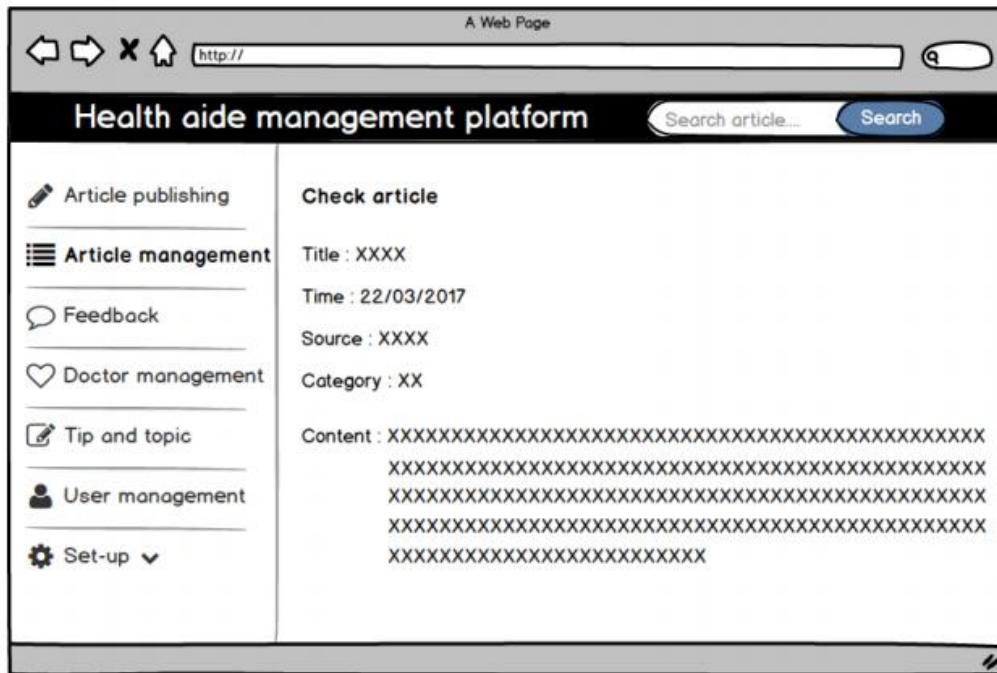 A Web Page
http://
Health aide management platform
Search article....
Search
Article publishing
Article management
Feedback
Doctor management
Tip and topic
User management
Set-up
Check article
Title : XXXX
Time : 22/03/2017
Source : XXXX
Category : XX
Content : XXXXXXXXXXXXXXXXXXXXXXXXXXXXXXXXXXXXXXXXXXXXXXX
XXXXXXXXXXXXXXXXXXXXXXXXXXXXXXXXXXXXXXXXXXXXXXX
XXXXXXXXXXXXXXXXXXXXXXXXXXXXXXXXXXXXXXXXXXXXXXX
XXXXXXXXXXXXXXXXXXXXXXXXXXXXXXXXXXXXXXXXXXXXXXX
XXXXXXXXXXXXXXXXXXXXXXXXX